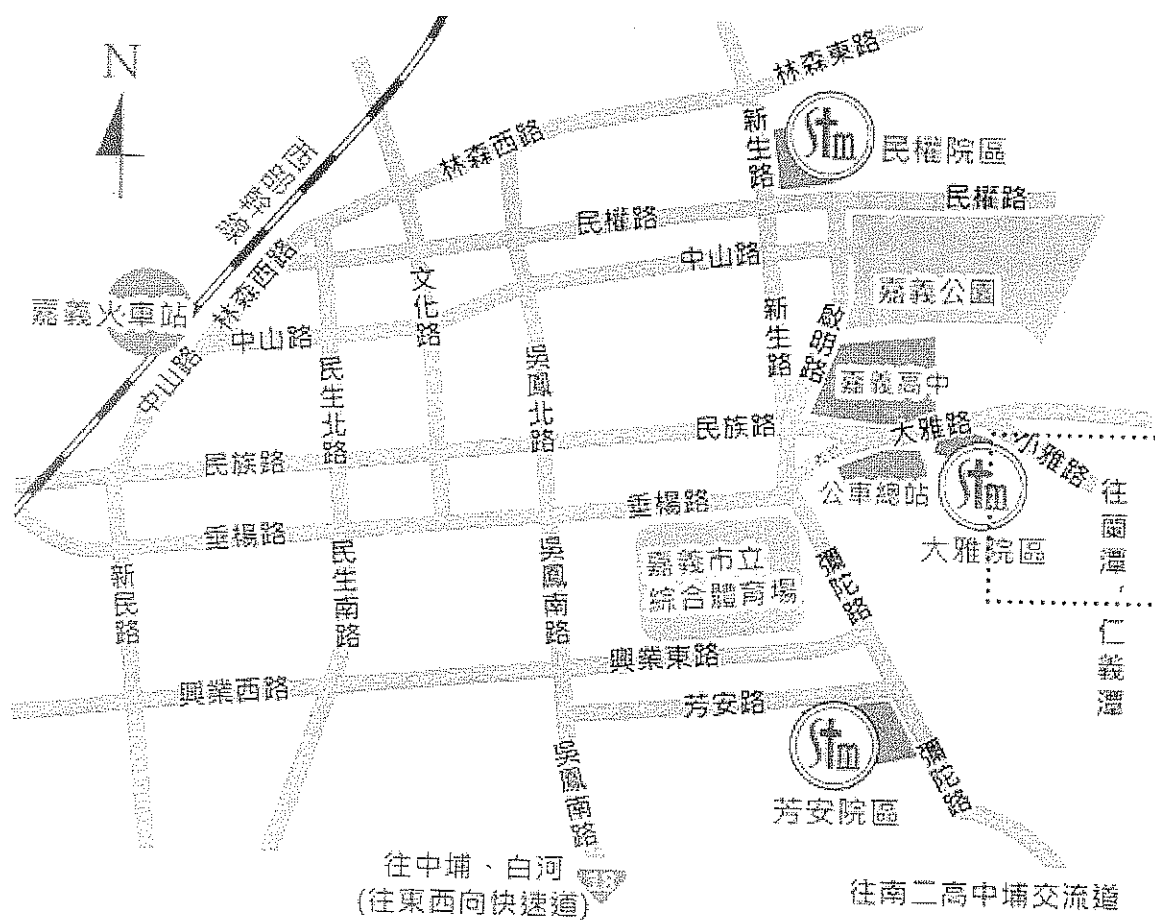 N
林森東路
新生路
Stm
民權院區
林森西路
縱貫鐵路
民權路
民權路
中山路
文化路
嘉義公園
林森西路
嘉義火車站
中山路
中山路
新生路
啟明路
民生北路
吳鳳北路
嘉義高中
民族路
民族路
大雅路
小雅路
公車總站
Stm
大雅院區
往蘭潭,仁義潭
垂楊路
垂楊路
嘉義市立
綜合體育場
彌陀路
新民路
民生南路
吳鳳南路
興業東路
興業西路
芳安路
Stm
芳安院區
彌陀路
吳鳳南路
往中埔、白河
(往東西向快速道)
往南二高中埔交流道